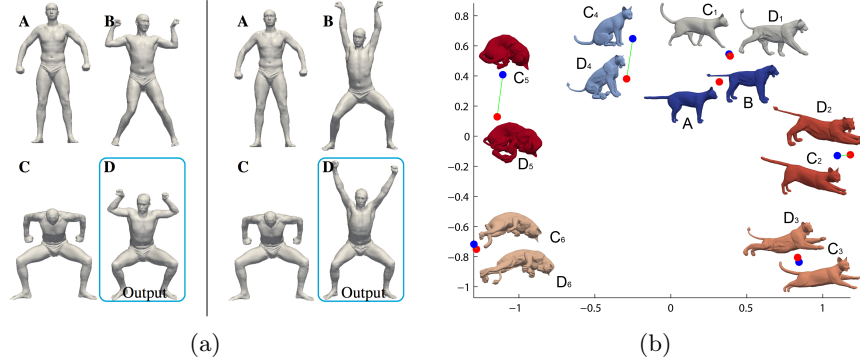 A B A B
C D C D
Output Output
(a)
0.8
0.6
0.4
0.2
0
−0.2
−0.4
−0.6
−0.8
−1
−1 −0.5 0 0.5 1
C4
D4
C5
D5
C1
D1
A
B
D2
C2
D3
C3
C6
D6
(b)